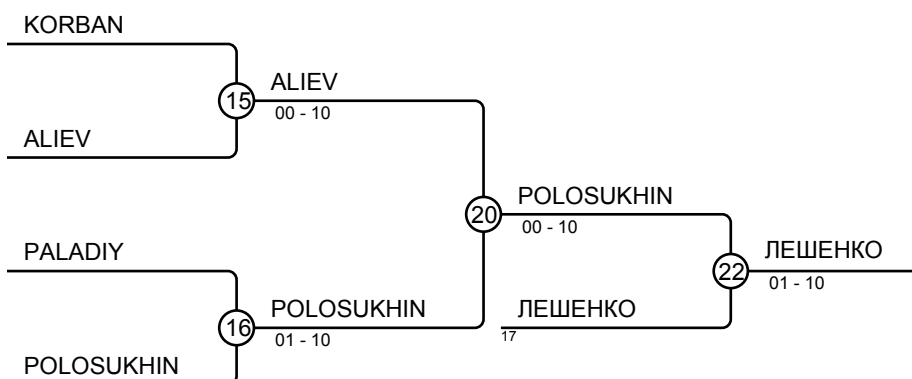 KORBAN
15
ALIEV
00 - 10
ALIEV
20
POLOSUKHIN
00 - 10
PALADIY
22
ЛЕШЕНКО
01 - 10
16
POLOSUKHIN
01 - 10
ЛЕШЕНКО
17
POLOSUKHIN